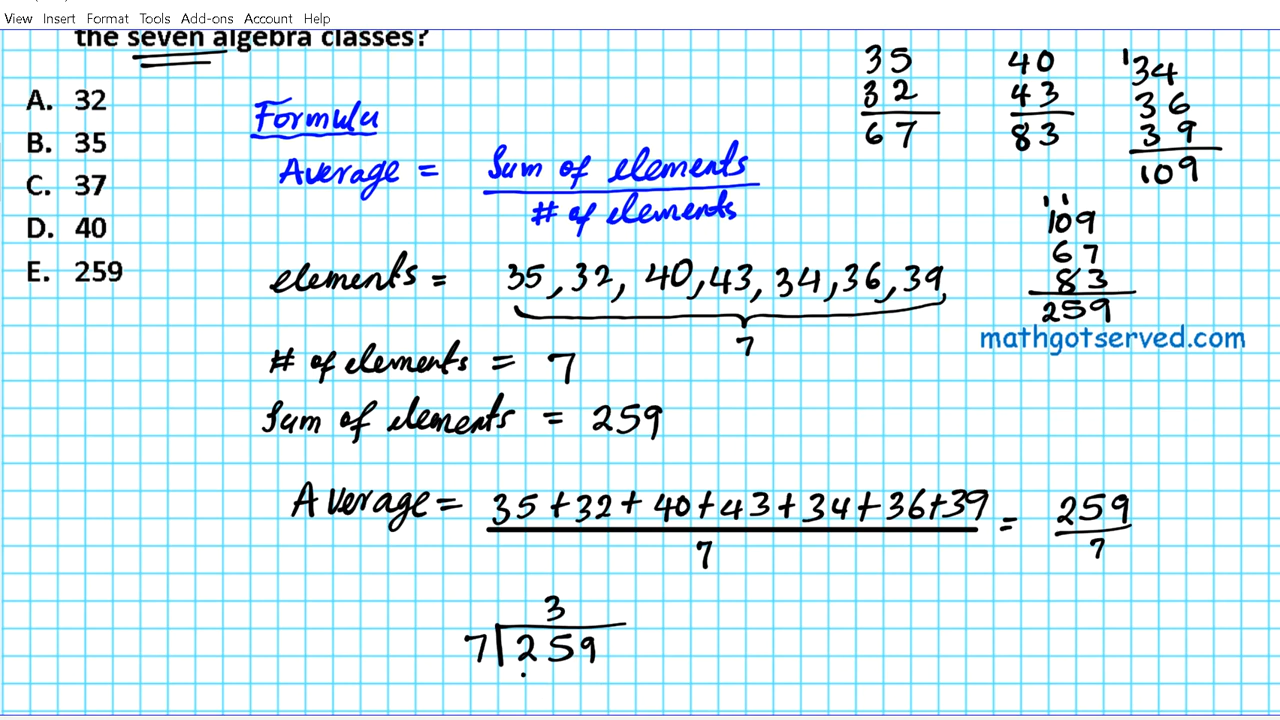 View Insert Format Tools Add-ons Account Help
the seven algebra classes?
A. 32
B. 35
C. 37
D. 40
E. 259
Formula
Average = Sum of elements
# of elements
35
32
67
40
43
83
1
34
36
39
109
1 1
109
67
83
259
mathgotserved.com
elements = 35, 32, 40, 43, 34, 36, 39
7
# of elements = 7
Sum of elements = 259
Average = 35+32+40+43+34+36+39 = 259
7 7
3
7 259